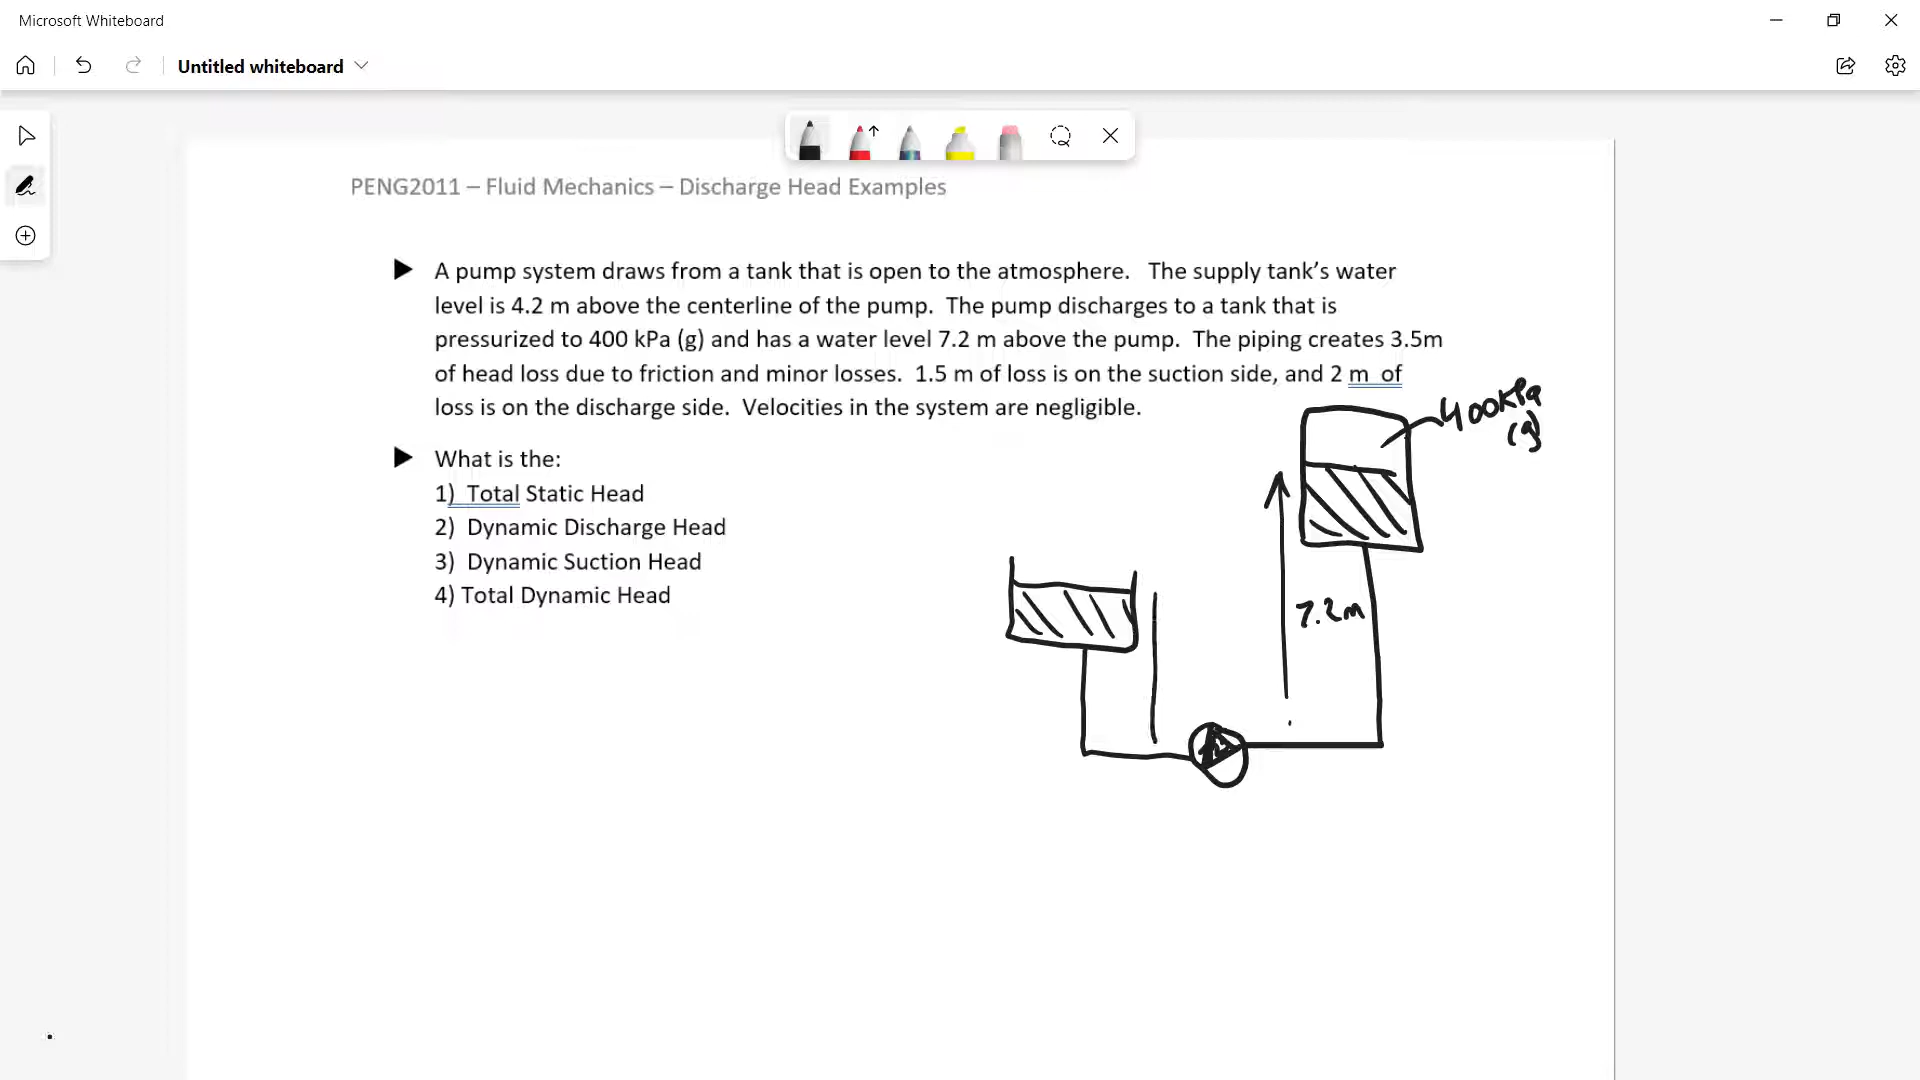 Microsoft Whiteboard
Untitled whiteboard
PENG2011 – Fluid Mechanics – Discharge Head Examples
A pump system draws from a tank that is open to the atmosphere. The supply tank's water
level is 4.2 m above the centerline of the pump. The pump discharges to a tank that is
pressurized to 400 kPa (g) and has a water level 7.2 m above the pump. The piping creates 3.5m
of head loss due to friction and minor losses. 1.5 m of loss is on the suction side, and 2 m of
loss is on the discharge side. Velocities in the system are negligible.
400kPa
(g)
What is the:
1) Total Static Head
2) Dynamic Discharge Head
3) Dynamic Suction Head
4) Total Dynamic Head
7.2m